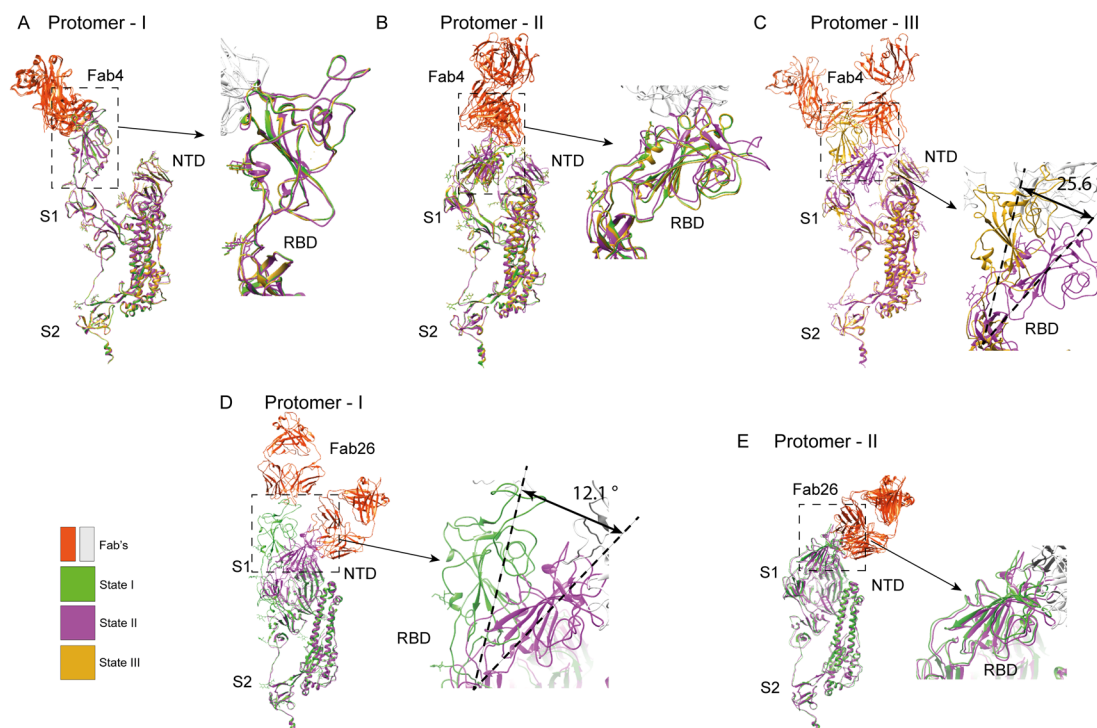 A Protomer - I
Fab4
NTD
S1
RBD
S2
B Protomer - II
Fab4
NTD
S1
RBD
S2
C Protomer - III
Fab4
NTD
S1
25.6
RBD
S2
D Protomer - I
Fab26
12.1 °
S1
NTD
RBD
S2
E Protomer - II
Fab26
S1
NTD
RBD
S2
Fab's
State I
State II
State III